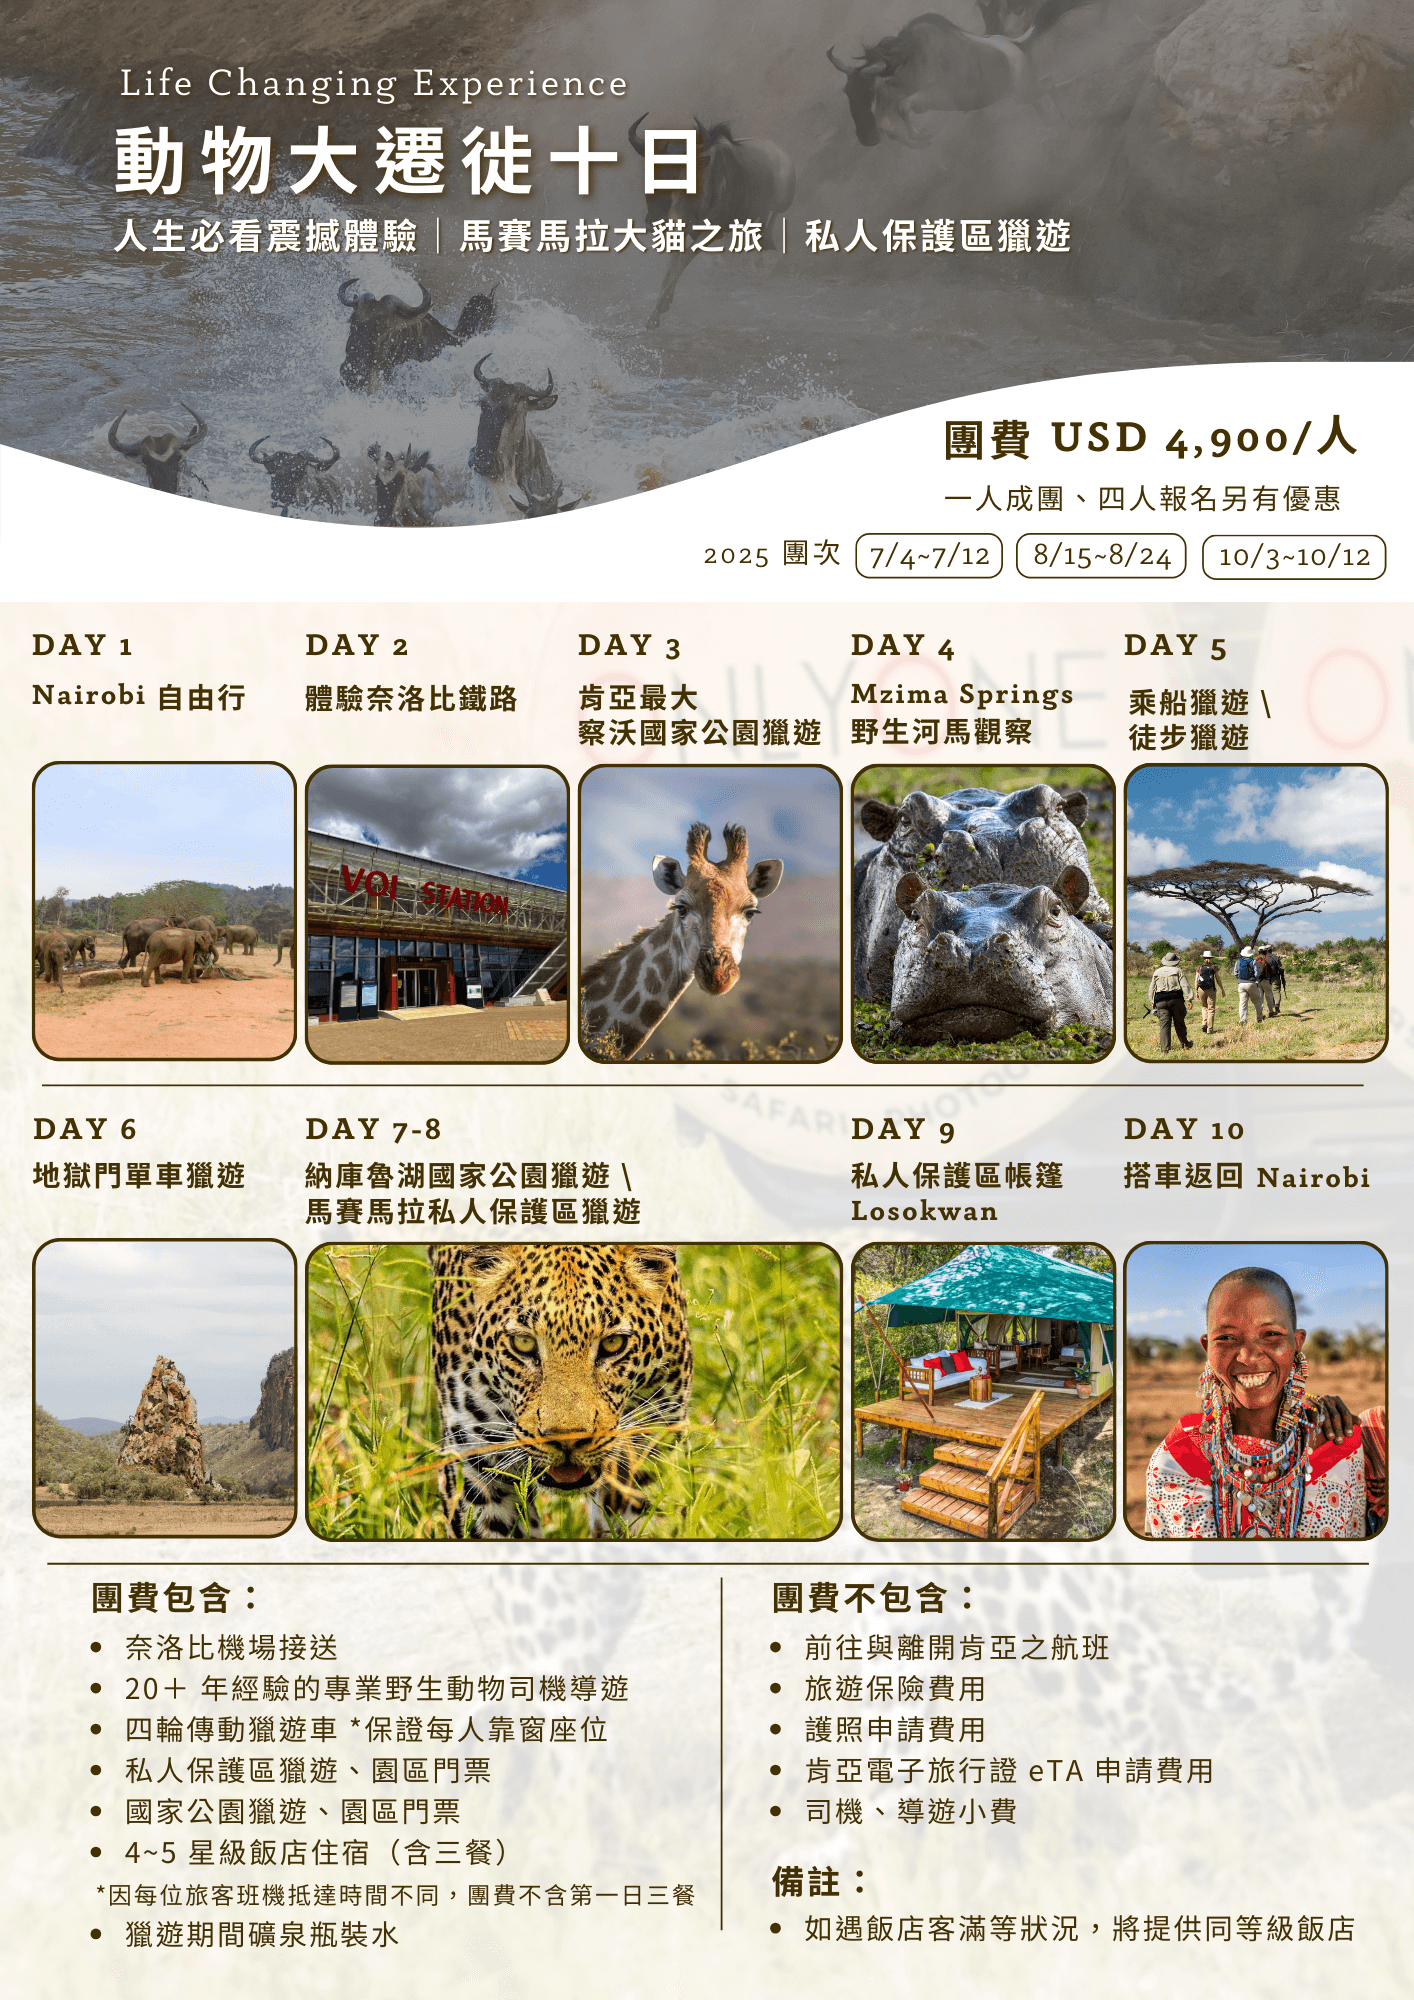 Life Changing Experience
動物大遷徙十日
人生必看震撼體驗｜馬賽馬拉大貓之旅｜私人保護區獵遊
團費 USD 4,900/人
一人成團、四人報名另有優惠
2025 團次 7/4~7/12 8/15~8/24 10/3~10/12
DAY 1
Nairobi 自由行
DAY 2
體驗奈洛比鐵路
DAY 3
肯亞最大
察沃國家公園獵遊
DAY 4
Mzima Springs
野生河馬觀察
DAY 5
乘船獵遊 \
徒步獵遊
ONLYONE
VOI STATION
SAFARI PHOTO
DAY 6
地獄門單車獵遊
DAY 7-8
納庫魯湖國家公園獵遊 \
馬賽馬拉私人保護區獵遊
DAY 9
私人保護區帳篷
Losokwan
DAY 10
搭車返回 Nairobi
團費包含：
• 奈洛比機場接送
• 20＋ 年經驗的專業野生動物司機導遊
• 四輪傳動獵遊車 *保證每人靠窗座位
• 私人保護區獵遊、園區門票
• 國家公園獵遊、園區門票
• 4~5 星級飯店住宿（含三餐）
*因每位旅客班機抵達時間不同，團費不含第一日三餐
• 獵遊期間礦泉瓶裝水
團費不包含：
• 前往與離開肯亞之航班
• 旅遊保險費用
• 護照申請費用
• 肯亞電子旅行證 eTA 申請費用
• 司機、導遊小費
備註：
• 如遇飯店客滿等狀況，將提供同等級飯店